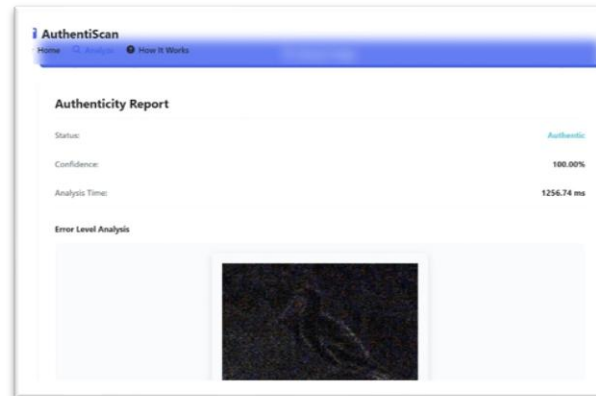 AuthentiScan
Home Analyze How It Works
Authenticity Report
Status: Authentic
Confidence: 100.00%
Analysis Time: 1256.74 ms
Error Level Analysis